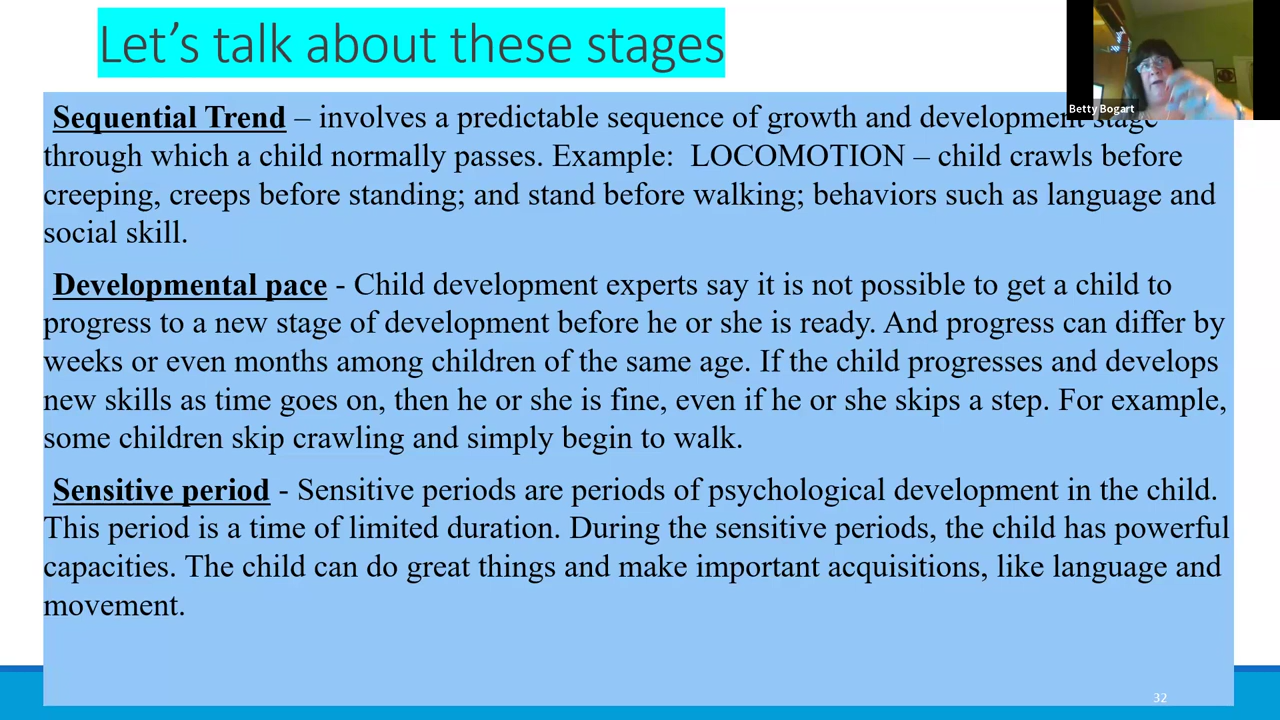 Let's talk about these stages
Betty Bogart
Sequential Trend – involves a predictable sequence of growth and development stage
through which a child normally passes. Example: LOCOMOTION – child crawls before
creeping, creeps before standing; and stand before walking; behaviors such as language and
social skill.
Developmental pace - Child development experts say it is not possible to get a child to
progress to a new stage of development before he or she is ready. And progress can differ by
weeks or even months among children of the same age. If the child progresses and develops
new skills as time goes on, then he or she is fine, even if he or she skips a step. For example,
some children skip crawling and simply begin to walk.
Sensitive period - Sensitive periods are periods of psychological development in the child.
This period is a time of limited duration. During the sensitive periods, the child has powerful
capacities. The child can do great things and make important acquisitions, like language and
movement.
32